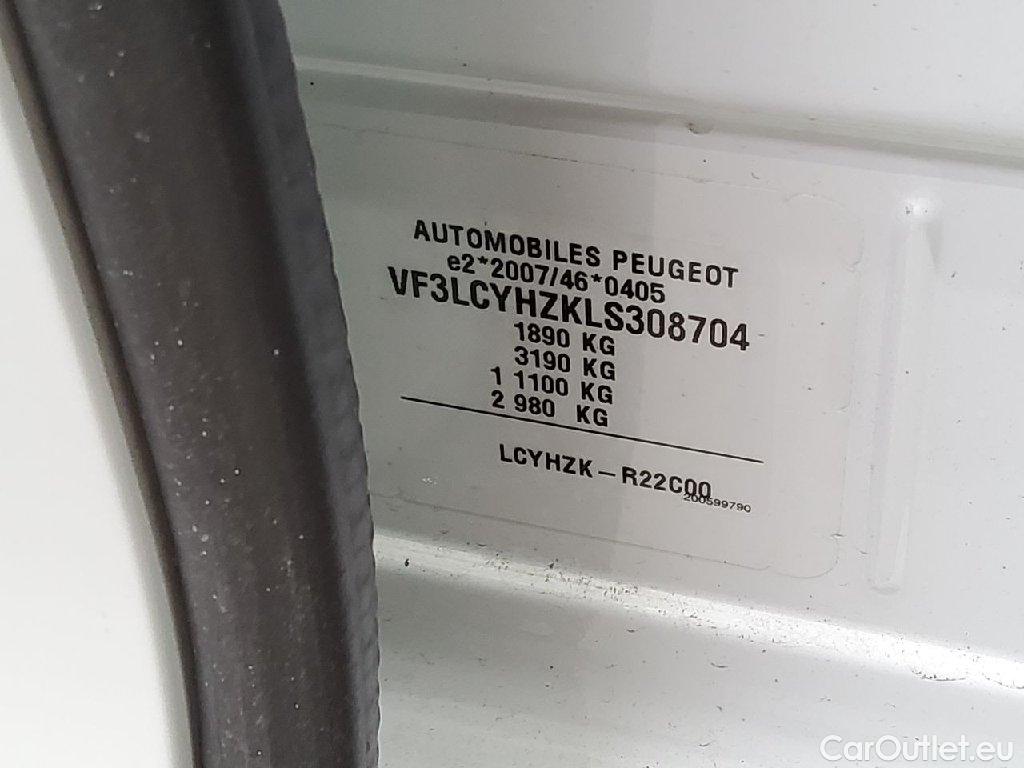 AUTOMOBILES PEUGEOT
e2*2007/46*0405
VF3LCYHZKLS308704
1890 KG
3190 KG
1 1100 KG
2 980 KG
LCYHZK – R22C00
200599790
CarOutlet.eu